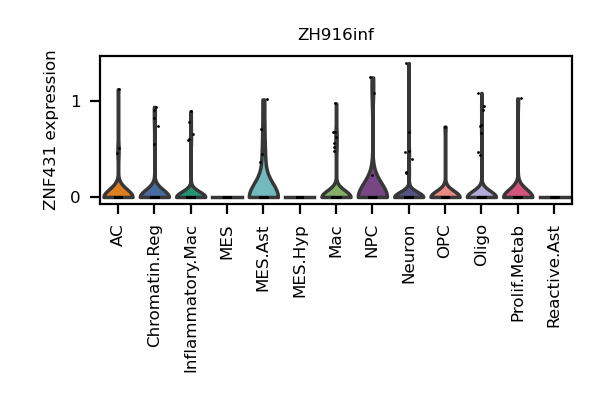 ZH916inf
ZNF431 expression
1
0
AC
Chromatin.Reg
Inflammatory.Mac
MES
MES.Ast
MES.Hyp
Mac
NPC
Neuron
OPC
Oligo
Prolif.Metab
Reactive.Ast